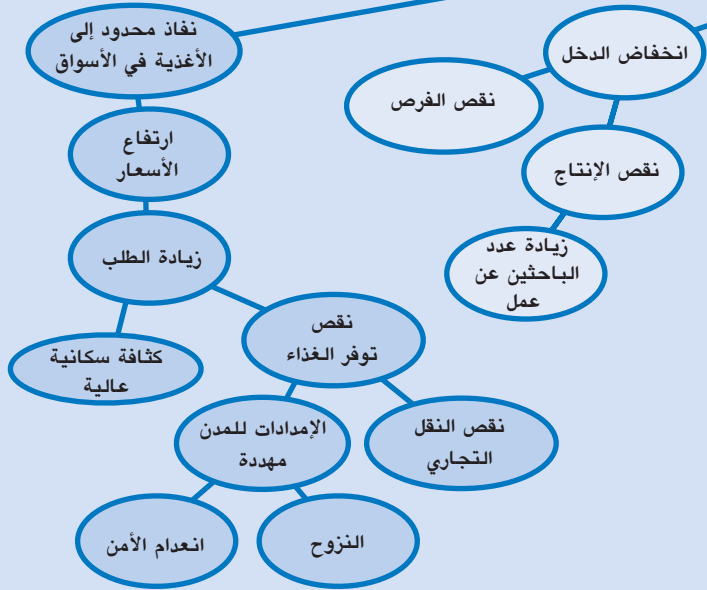 انخفاض الدخل
نقص الفرص
نقص الإنتاج
زيادة عدد
الباحثين عن
عمل
نفاذ محدود إلى
الأغذية في الأسواق
ارتفاع
الأسعار
زيادة الطلب
كثافة سكانية
عالية
نقص
توفر الغذاء
نقص النقل
التجاري
الإمدادات للمدن
مهددة
النزوح
انعدام الأمن